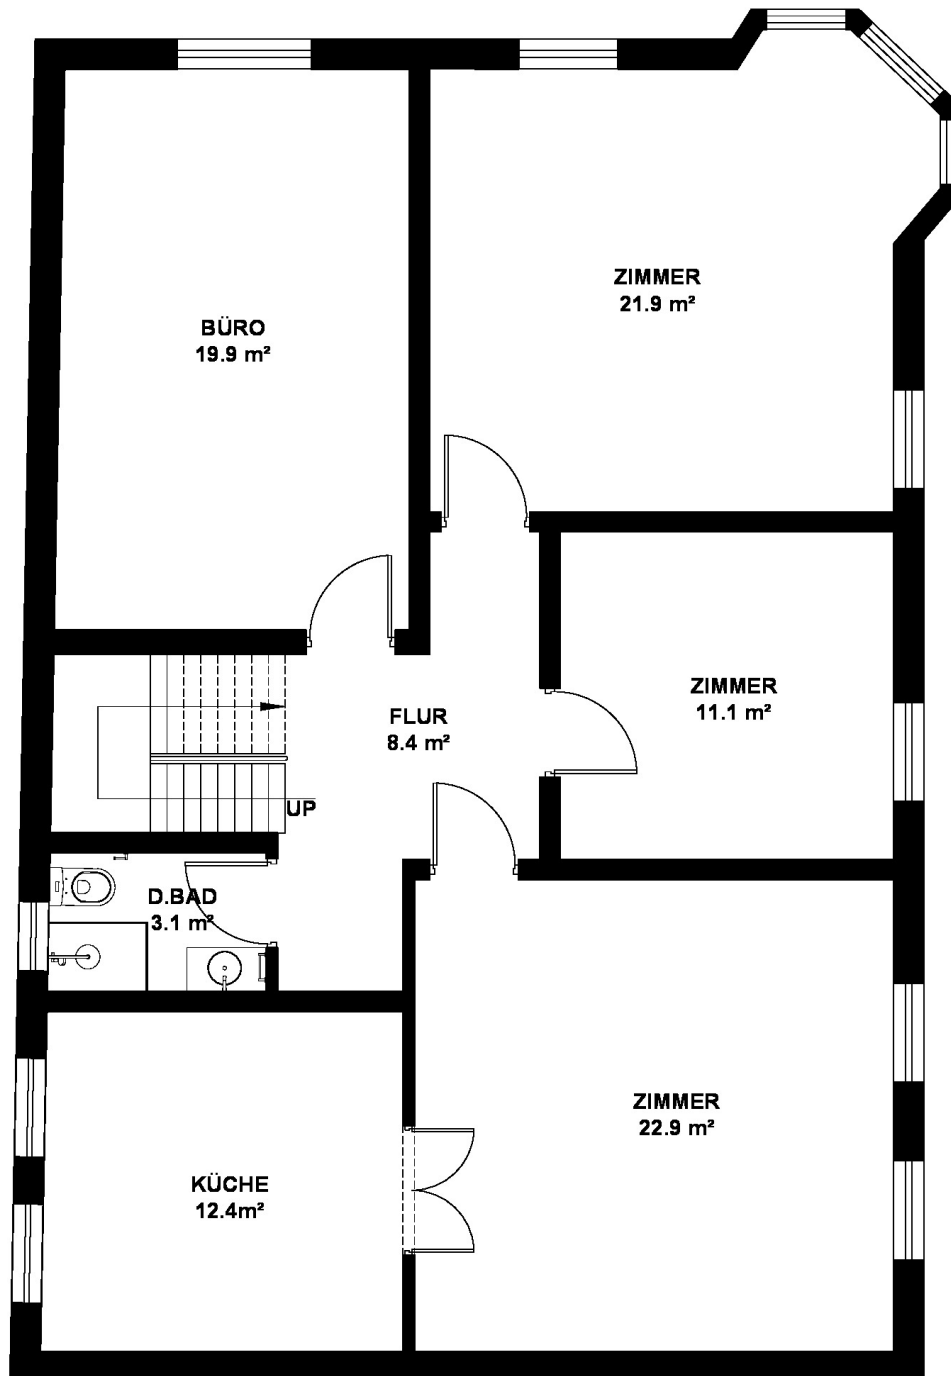 ZIMMER
21.9 m²
BÜRO
19.9 m²
ZIMMER
11.1 m²
FLUR
8.4 m²
UP
D.BAD
3.1 m²
ZIMMER
22.9 m²
KÜCHE
12.4m²